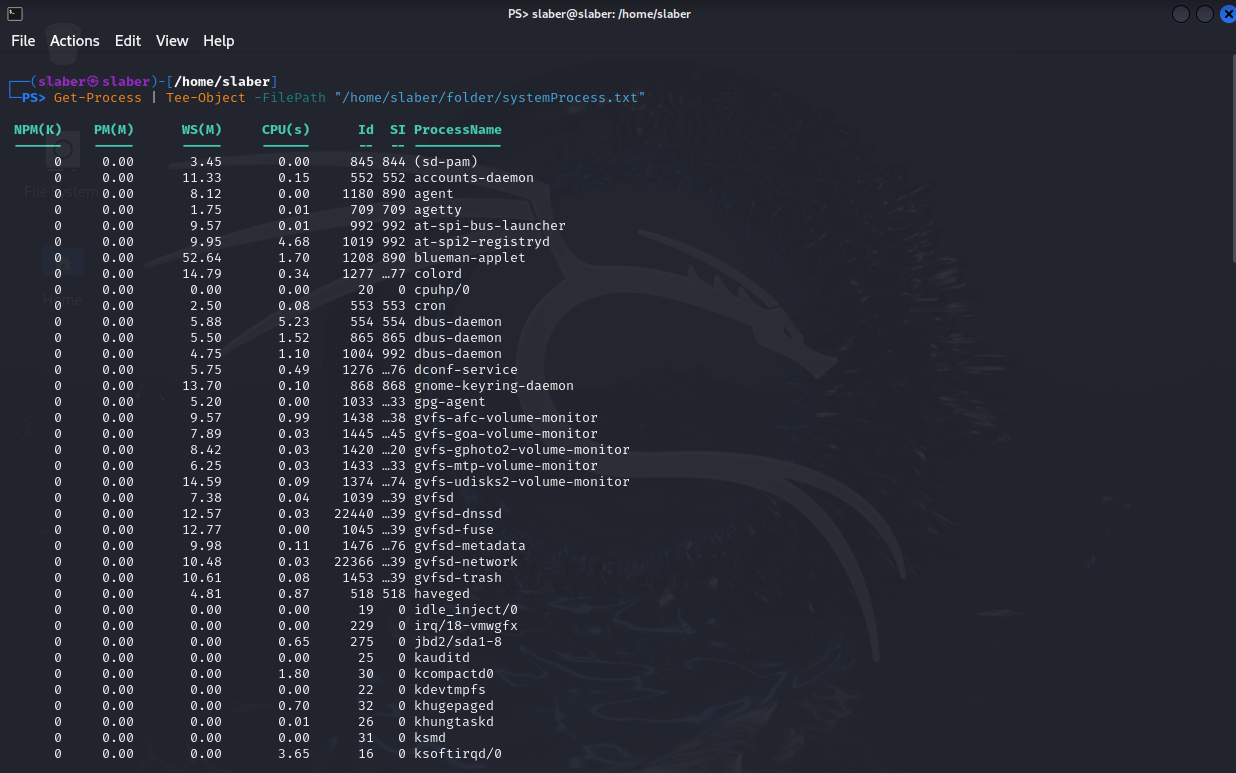 PS> slaber@slaber: /home/slaber
File Actions Edit View Help
┌──(slaber㉿slaber)-[/home/slaber]
└─PS> Get-Process | Tee-Object -FilePath "/home/slaber/folder/systemProcess.txt"
NPM(K) PM(M) WS(M) CPU(s) Id SI ProcessName
------ ----- ----- ------ -- -- -----------
0 0.00 3.45 0.00 845 844 (sd-pam)
0 0.00 11.33 0.15 552 552 accounts-daemon
0 0.00 8.12 0.00 1180 890 agent
0 0.00 1.75 0.01 709 709 agetty
File System
0 0.00 9.57 0.01 992 992 at-spi-bus-launcher
0 0.00 9.95 4.68 1019 992 at-spi2-registryd
0 0.00 52.64 1.70 1208 890 blueman-applet
0 0.00 14.79 0.34 1277 …77 colord
0 0.00 0.00 0.00 20 0 cpuhp/0
Home
0 0.00 2.50 0.08 553 553 cron
0 0.00 5.88 5.23 554 554 dbus-daemon
0 0.00 5.50 1.52 865 865 dbus-daemon
0 0.00 4.75 1.10 1004 992 dbus-daemon
0 0.00 5.75 0.49 1276 …76 dconf-service
0 0.00 13.70 0.10 868 868 gnome-keyring-daemon
0 0.00 5.20 0.00 1033 …33 gpg-agent
0 0.00 9.57 0.99 1438 …38 gvfs-afc-volume-monitor
0 0.00 7.89 0.03 1445 …45 gvfs-goa-volume-monitor
0 0.00 8.42 0.03 1420 …20 gvfs-gphoto2-volume-monitor
0 0.00 6.25 0.03 1433 …33 gvfs-mtp-volume-monitor
0 0.00 14.59 0.09 1374 …74 gvfs-udisks2-volume-monitor
0 0.00 7.38 0.04 1039 …39 gvfsd
0 0.00 12.57 0.03 22440 …39 gvfsd-dnssd
0 0.00 12.77 0.00 1045 …39 gvfsd-fuse
0 0.00 9.98 0.11 1476 …76 gvfsd-metadata
0 0.00 10.48 0.03 22366 …39 gvfsd-network
0 0.00 10.61 0.08 1453 …39 gvfsd-trash
0 0.00 4.81 0.87 518 518 haveged
0 0.00 0.00 0.00 19 0 idle_inject/0
0 0.00 0.00 0.00 229 0 irq/18-vmwgfx
0 0.00 0.00 0.65 275 0 jbd2/sda1-8
0 0.00 0.00 0.00 25 0 kauditd
0 0.00 0.00 1.80 30 0 kcompactd0
0 0.00 0.00 0.00 22 0 kdevtmpfs
0 0.00 0.00 0.70 32 0 khugepaged
0 0.00 0.00 0.01 26 0 khungtaskd
0 0.00 0.00 0.00 31 0 ksmd
0 0.00 0.00 3.65 16 0 ksoftirqd/0